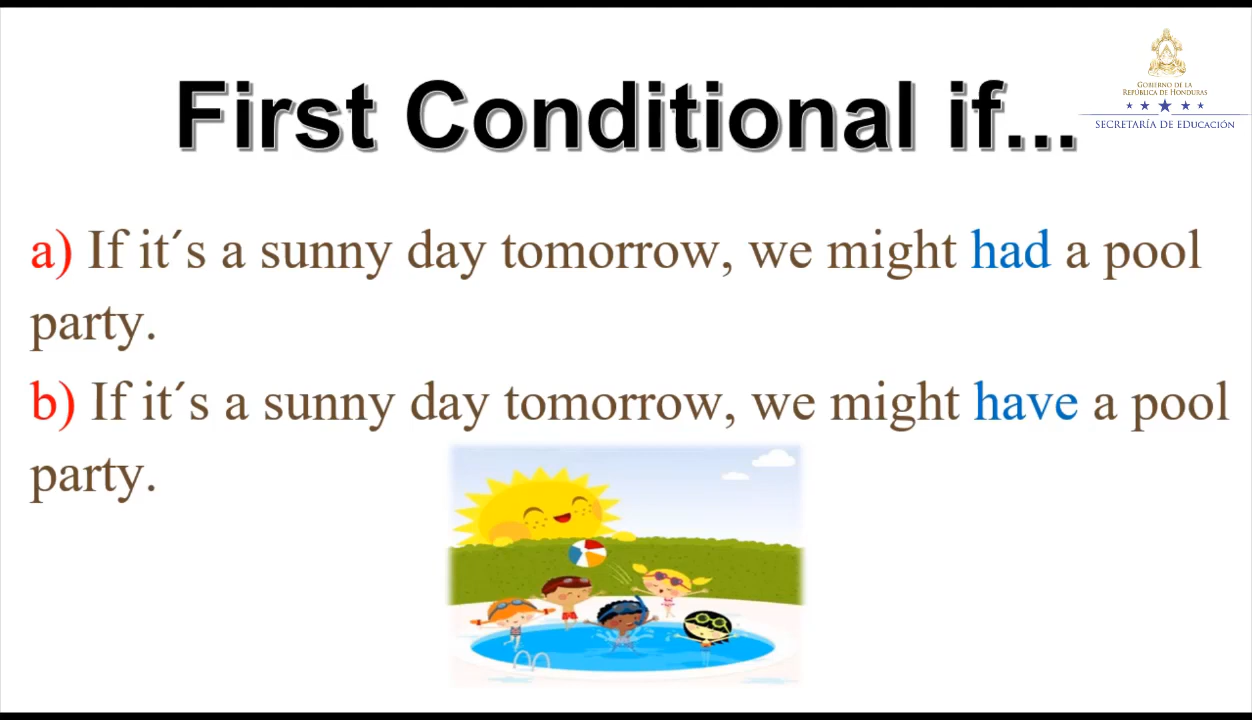 First Conditional if...
GOBIERNO DE LA
REPÚBLICA DE HONDURAS
SECRETARÍA DE EDUCACIÓN
a) If it´s a sunny day tomorrow, we might had a pool
party.
b) If it´s a sunny day tomorrow, we might have a pool
party.